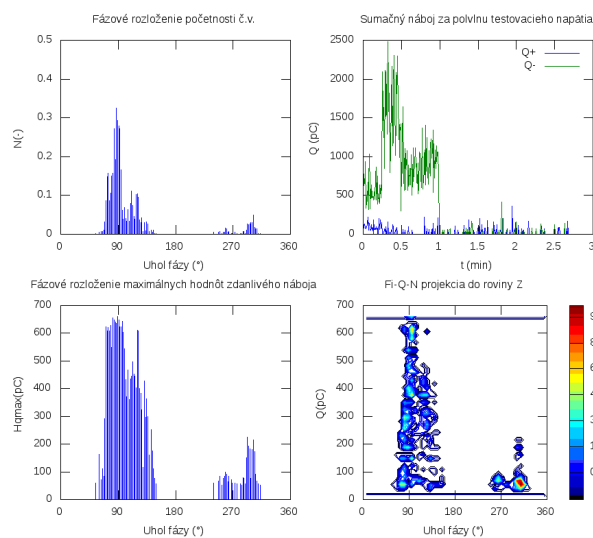 Fázové rozloženie početnosti č.v.
0.5
0.4
0.3
0.2
0.1
0
N(-)
0 90 180 270 360
Uhol fázy (°)
Sumačný náboj za polvlnu testovacieho napätia
Q+
Q-
2500
2000
1500
1000
500
0
Q (pC)
0 0.5 1 1.5 2 2.5 3
t (min)
Fázové rozloženie maximálnych hodnôt zdanlivého náboja
700
600
500
400
300
200
100
0
Hqmax(pC)
0 90 180 270 360
Uhol fázy (°)
Fi-Q-N projekcia do roviny Z
700
600
500
400
300
200
100
0
Q(pC)
0 90 180 270 360
Uhol fázy (°)